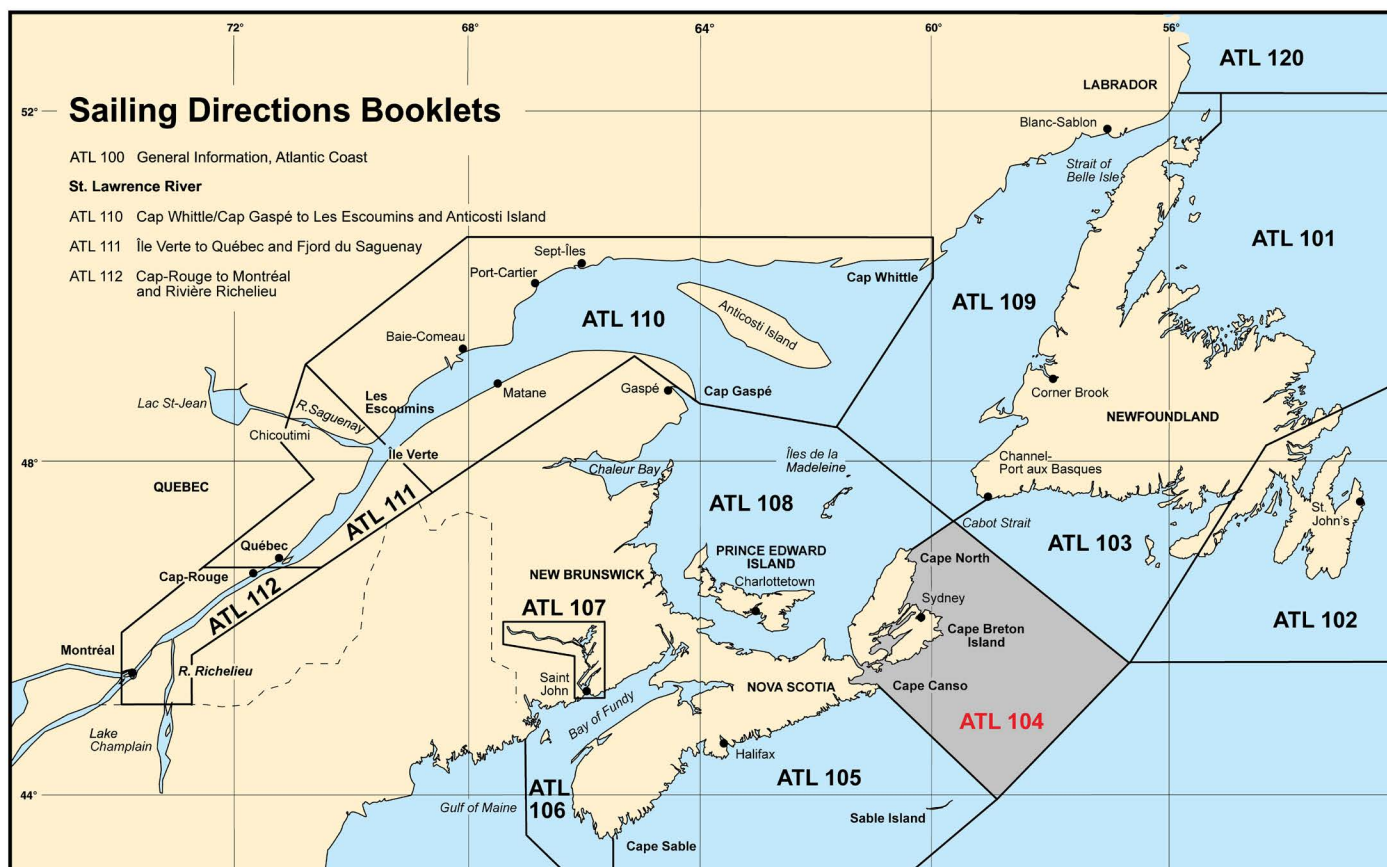 72° 68° 64° 60° 56°
ATL 120
LABRADOR
52°
Sailing Directions Booklets
Blanc-Sablon
ATL 100 General Information, Atlantic Coast
Strait of
Belle Isle
St. Lawrence River
ATL 110 Cap Whittle/Cap Gaspé to Les Escoumins and Anticosti Island
ATL 111 Île Verte to Québec and Fjord du Saguenay
ATL 112 Cap-Rouge to Montréal
and Rivière Richelieu
ATL 101
Sept-Îles
Port-Cartier
Cap Whittle
ATL 109
ATL 110
Anticosti Island
Baie-Comeau
Matane
Gaspé
Cap Gaspé
Corner Brook
Lac St-Jean
R.Saguenay
Les
Escoumins
NEWFOUNDLAND
Chicoutimi
Île Verte
48°
Îles de la
Madeleine
Channel-
Port aux Basques
Chaleur Bay
QUEBEC
ATL 111
ATL 108
St.
John's
Cabot Strait
ATL 103
Québec
Cap-Rouge
ATL 112
PRINCE EDWARD
ISLAND
Charlottetown
Cape North
NEW BRUNSWICK
ATL 107
Sydney
Cape Breton
Island
ATL 102
Montréal
R. Richelieu
Saint
John
NOVA SCOTIA
Cape Canso
Bay of Fundy
ATL 104
Lake
Champlain
Halifax
ATL 105
44°
ATL
106
Gulf of Maine
Sable Island
Cape Sable